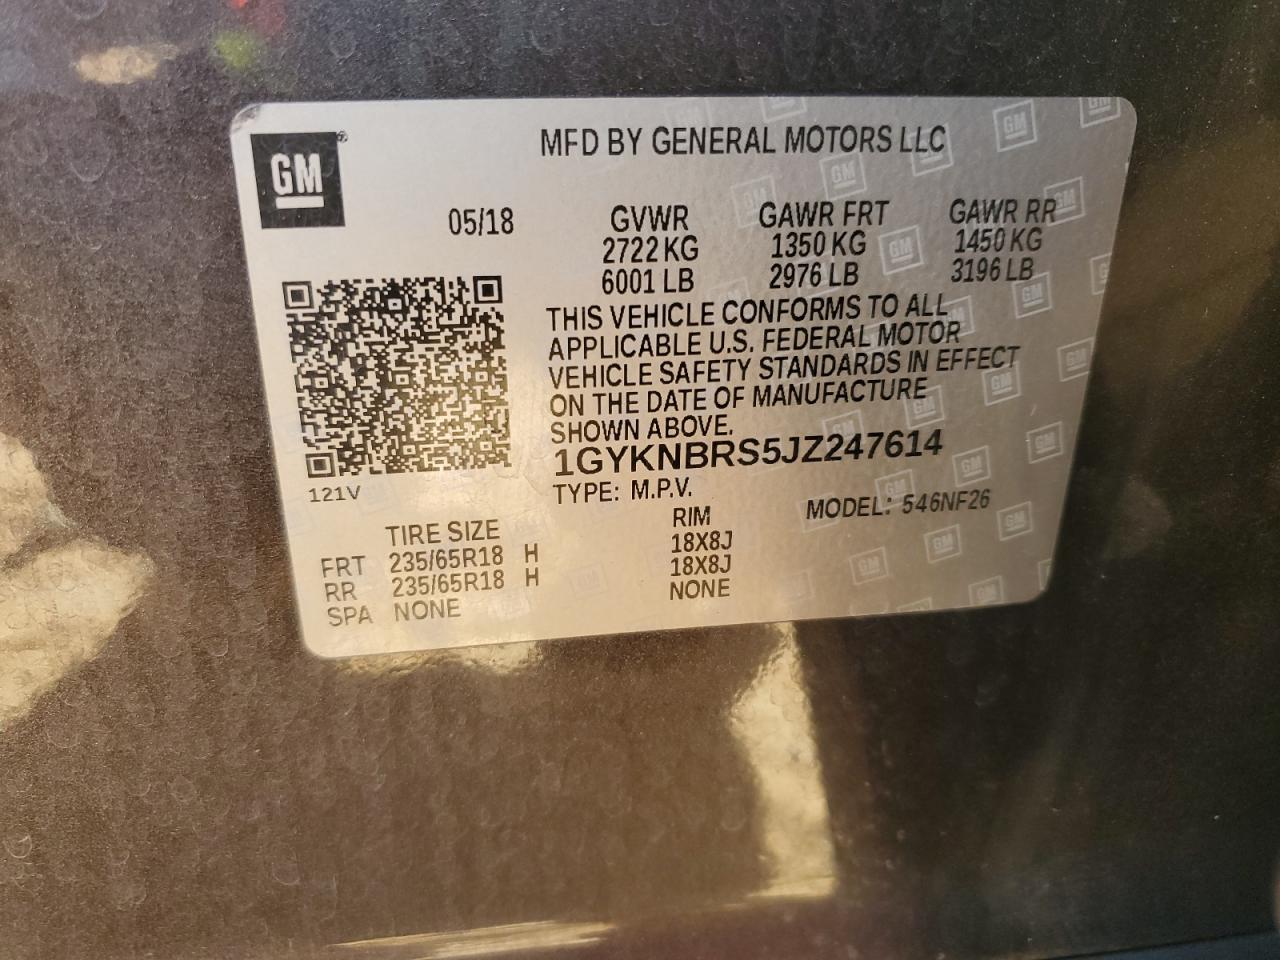 GM®
MFD BY GENERAL MOTORS LLC
05/18 GVWR GAWR FRT GAWR RR
2722 KG 1350 KG 1450 KG
6001 LB 2976 LB 3196 LB
THIS VEHICLE CONFORMS TO ALL
APPLICABLE U.S. FEDERAL MOTOR
VEHICLE SAFETY STANDARDS IN EFFECT
ON THE DATE OF MANUFACTURE
SHOWN ABOVE.
1GYKNBRS5JZ247614
121V
TYPE: M.P.V. MODEL: 546NF26
TIRE SIZE RIM
FRT 235/65R18 H 18X8J
RR 235/65R18 H 18X8J
SPA NONE NONE